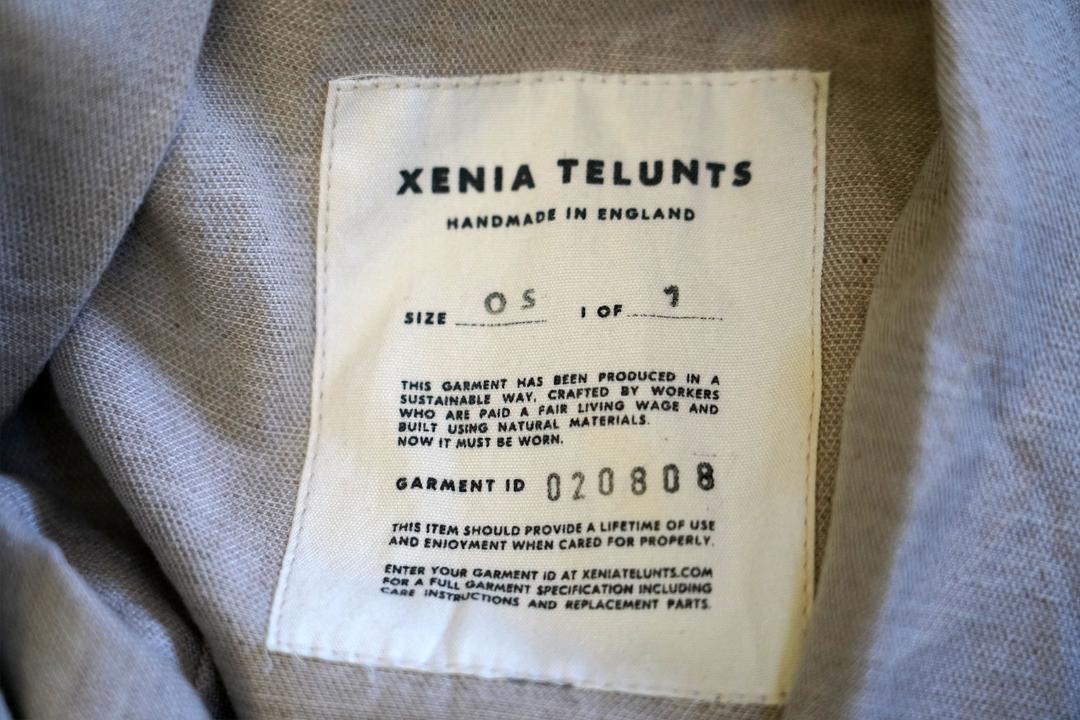 XENIA TELUNTS
HANDMADE IN ENGLAND
SIZE OS 1 OF 1
THIS GARMENT HAS BEEN PRODUCED IN A
SUSTAINABLE WAY, CRAFTED BY WORKERS
WHO ARE PAID A FAIR LIVING WAGE AND
BUILT USING NATURAL MATERIALS.
NOW IT MUST BE WORN.
GARMENT ID 020808
THIS ITEM SHOULD PROVIDE A LIFETIME OF USE
AND ENJOYMENT WHEN CARED FOR PROPERLY.
ENTER YOUR GARMENT ID AT XENIATELUNTS.COM
FOR A FULL GARMENT SPECIFICATION INCLUDING
CARE INSTRUCTIONS AND REPLACEMENT PARTS.